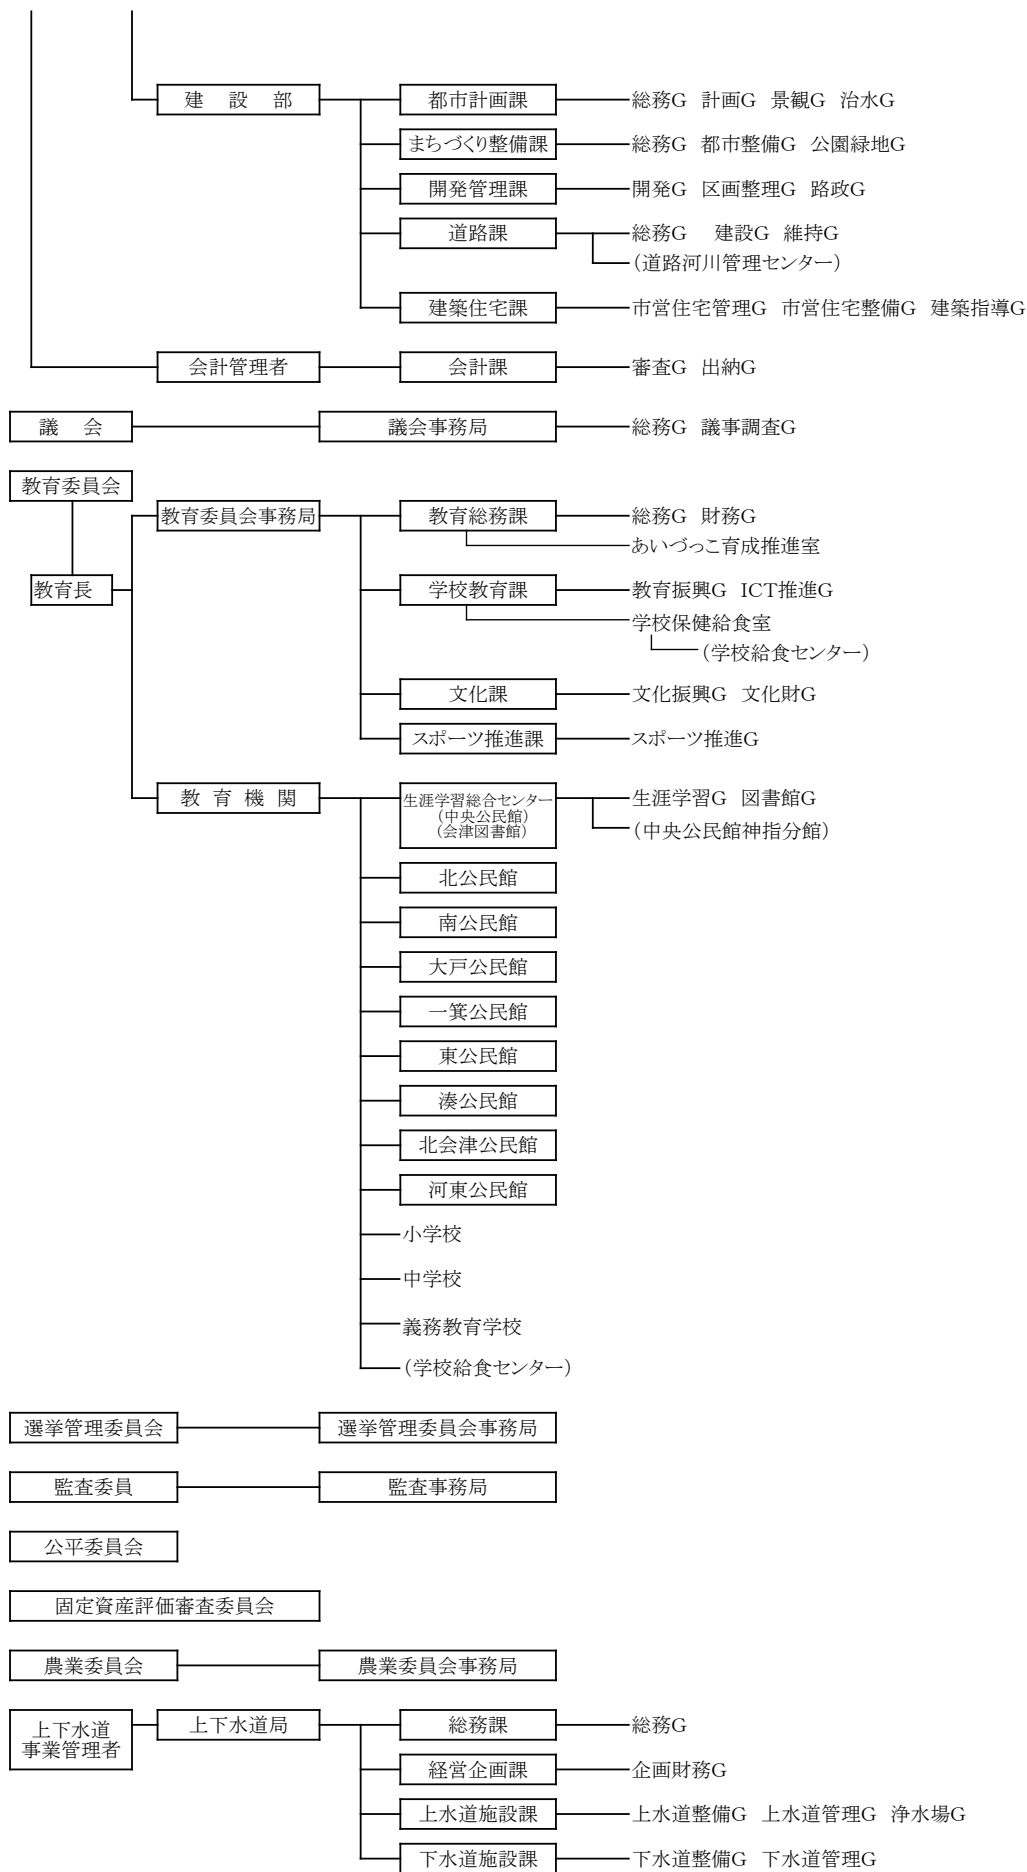 建 設 部 都市計画課 総務G 計画G 景観G 治水G
まちづくり整備課 総務G 都市整備G 公園緑地G
開発管理課 開発G 区画整理G 路政G
道路課 総務G 建設G 維持G
(道路河川管理センター)
建築住宅課 市営住宅管理G 市営住宅整備G 建築指導G
会計管理者 会計課 審査G 出納G
議 会 議会事務局 総務G 議事調査G
教育委員会
教育委員会事務局 教育総務課 総務G 財務G
あいづっこ育成推進室
教育長 学校教育課 教育振興G ICT推進G
学校保健給食室
(学校給食センター)
文化課 文化振興G 文化財G
スポーツ推進課 スポーツ推進G
教 育 機 関 生涯学習総合センター 生涯学習G 図書館G
(中央公民館)
(会津図書館)
(中央公民館神指分館)
北公民館
南公民館
大戸公民館
一箕公民館
東公民館
湊公民館
北会津公民館
河東公民館
小学校
中学校
義務教育学校
(学校給食センター)
選挙管理委員会 選挙管理委員会事務局
監査委員 監査事務局
公平委員会
固定資産評価審査委員会
農業委員会 農業委員会事務局
上下水道
事業管理者
上下水道局 総務課 総務G
経営企画課 企画財務G
上水道施設課 上水道整備G 上水道管理G 浄水場G
下水道施設課 下水道整備G 下水道管理G